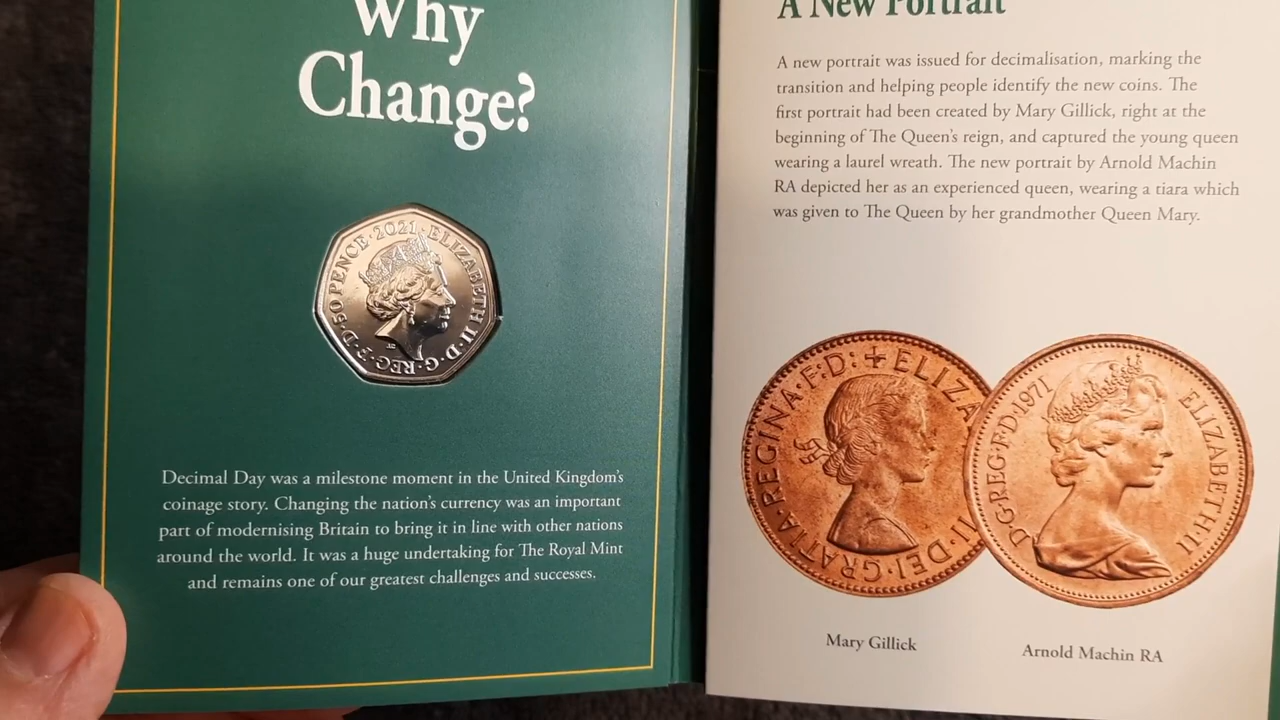 Why
Change?
50 PENCE·2021·ELIZABETH II·D·G·REG·F·D·
Decimal Day was a milestone moment in the United Kingdom's
coinage story. Changing the nation's currency was an important
part of modernising Britain to bring it in line with other nations
around the world. It was a huge undertaking for The Royal Mint
and remains one of our greatest challenges and successes.
A New Portrait
A new portrait was issued for decimalisation, marking the
transition and helping people identify the new coins. The
first portrait had been created by Mary Gillick, right at the
beginning of The Queen's reign, and captured the young queen
wearing a laurel wreath. The new portrait by Arnold Machin
RA depicted her as an experienced queen, wearing a tiara which
was given to The Queen by her grandmother Queen Mary.
+ELIZA II·DEI·GRATIA·REGINA·F:D:
D·G·REG·F·D·1971 ELIZABETH·II
Mary Gillick
Arnold Machin RA